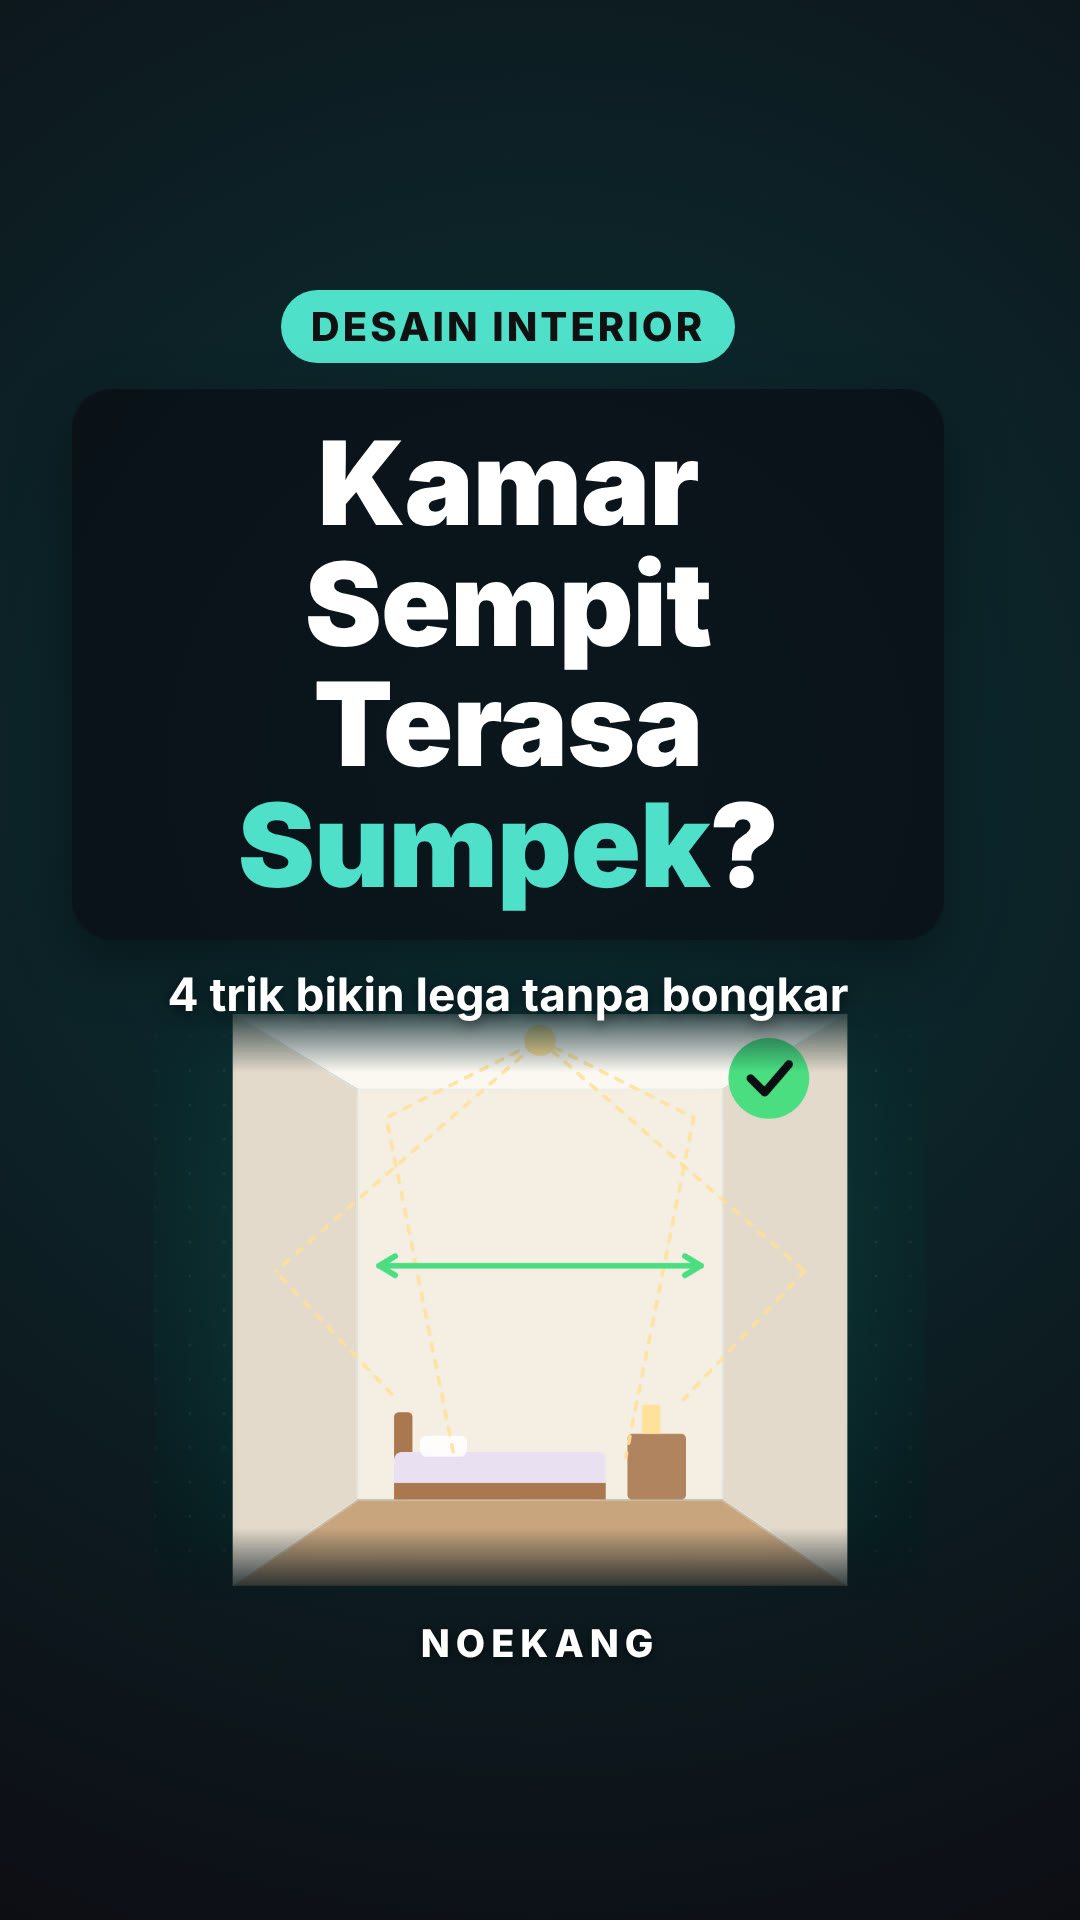 DESAIN INTERIOR
Kamar
Sempit
Terasa
Sumpek?
4 trik bikin lega tanpa bongkar
NOEKANG